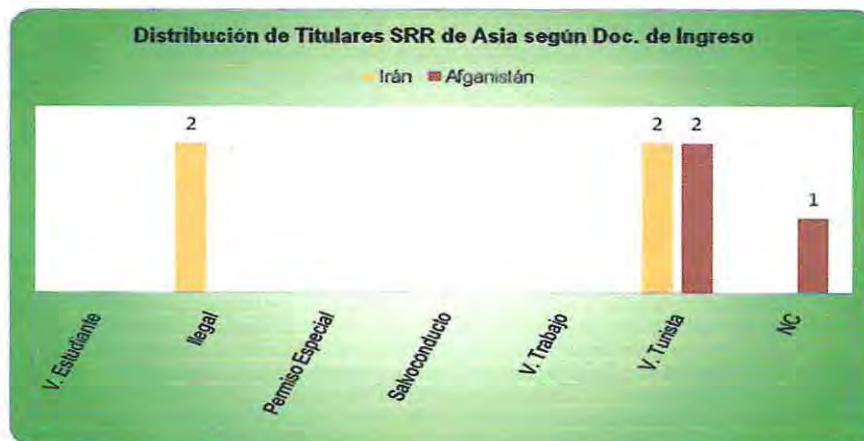 Distribución de Titulares SRR de Asia según Doc. de Ingreso
Irán Afganistán
2 2 2 1
V. Estudiante Ilegal Permiso Especial Salvoconducto V. Trabajo V. Turista NC